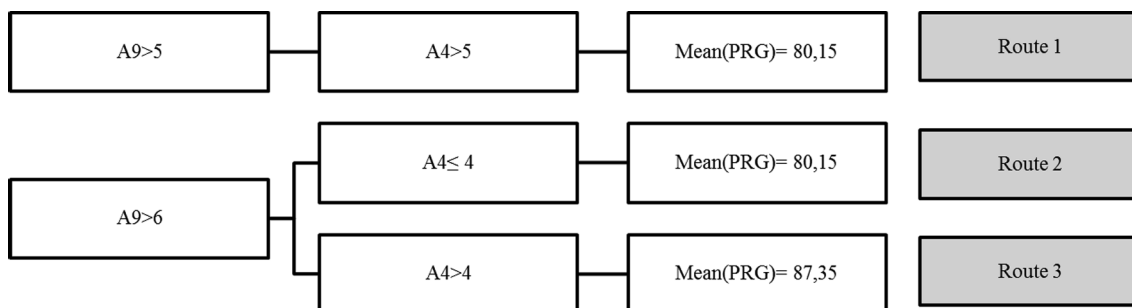 A9>5
A4>5
Mean(PRG)= 80,15
Route 1
A9>6
A4≤ 4
Mean(PRG)= 80,15
Route 2
A4>4
Mean(PRG)= 87,35
Route 3